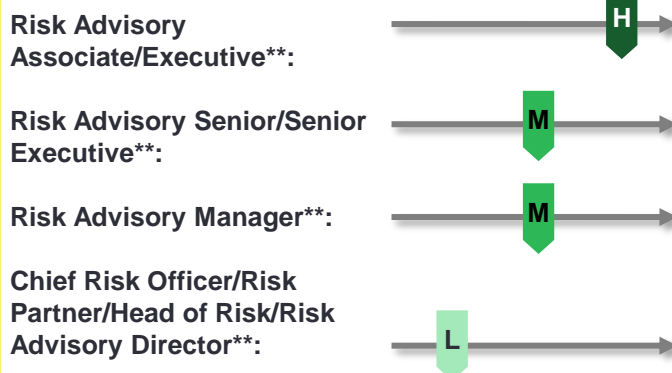 Risk Advisory
Associate/Executive**:
H
Risk Advisory Senior/Senior
Executive**:
M
Risk Advisory Manager**:
M
Chief Risk Officer/Risk
Partner/Head of Risk/Risk
Advisory Director**:
L